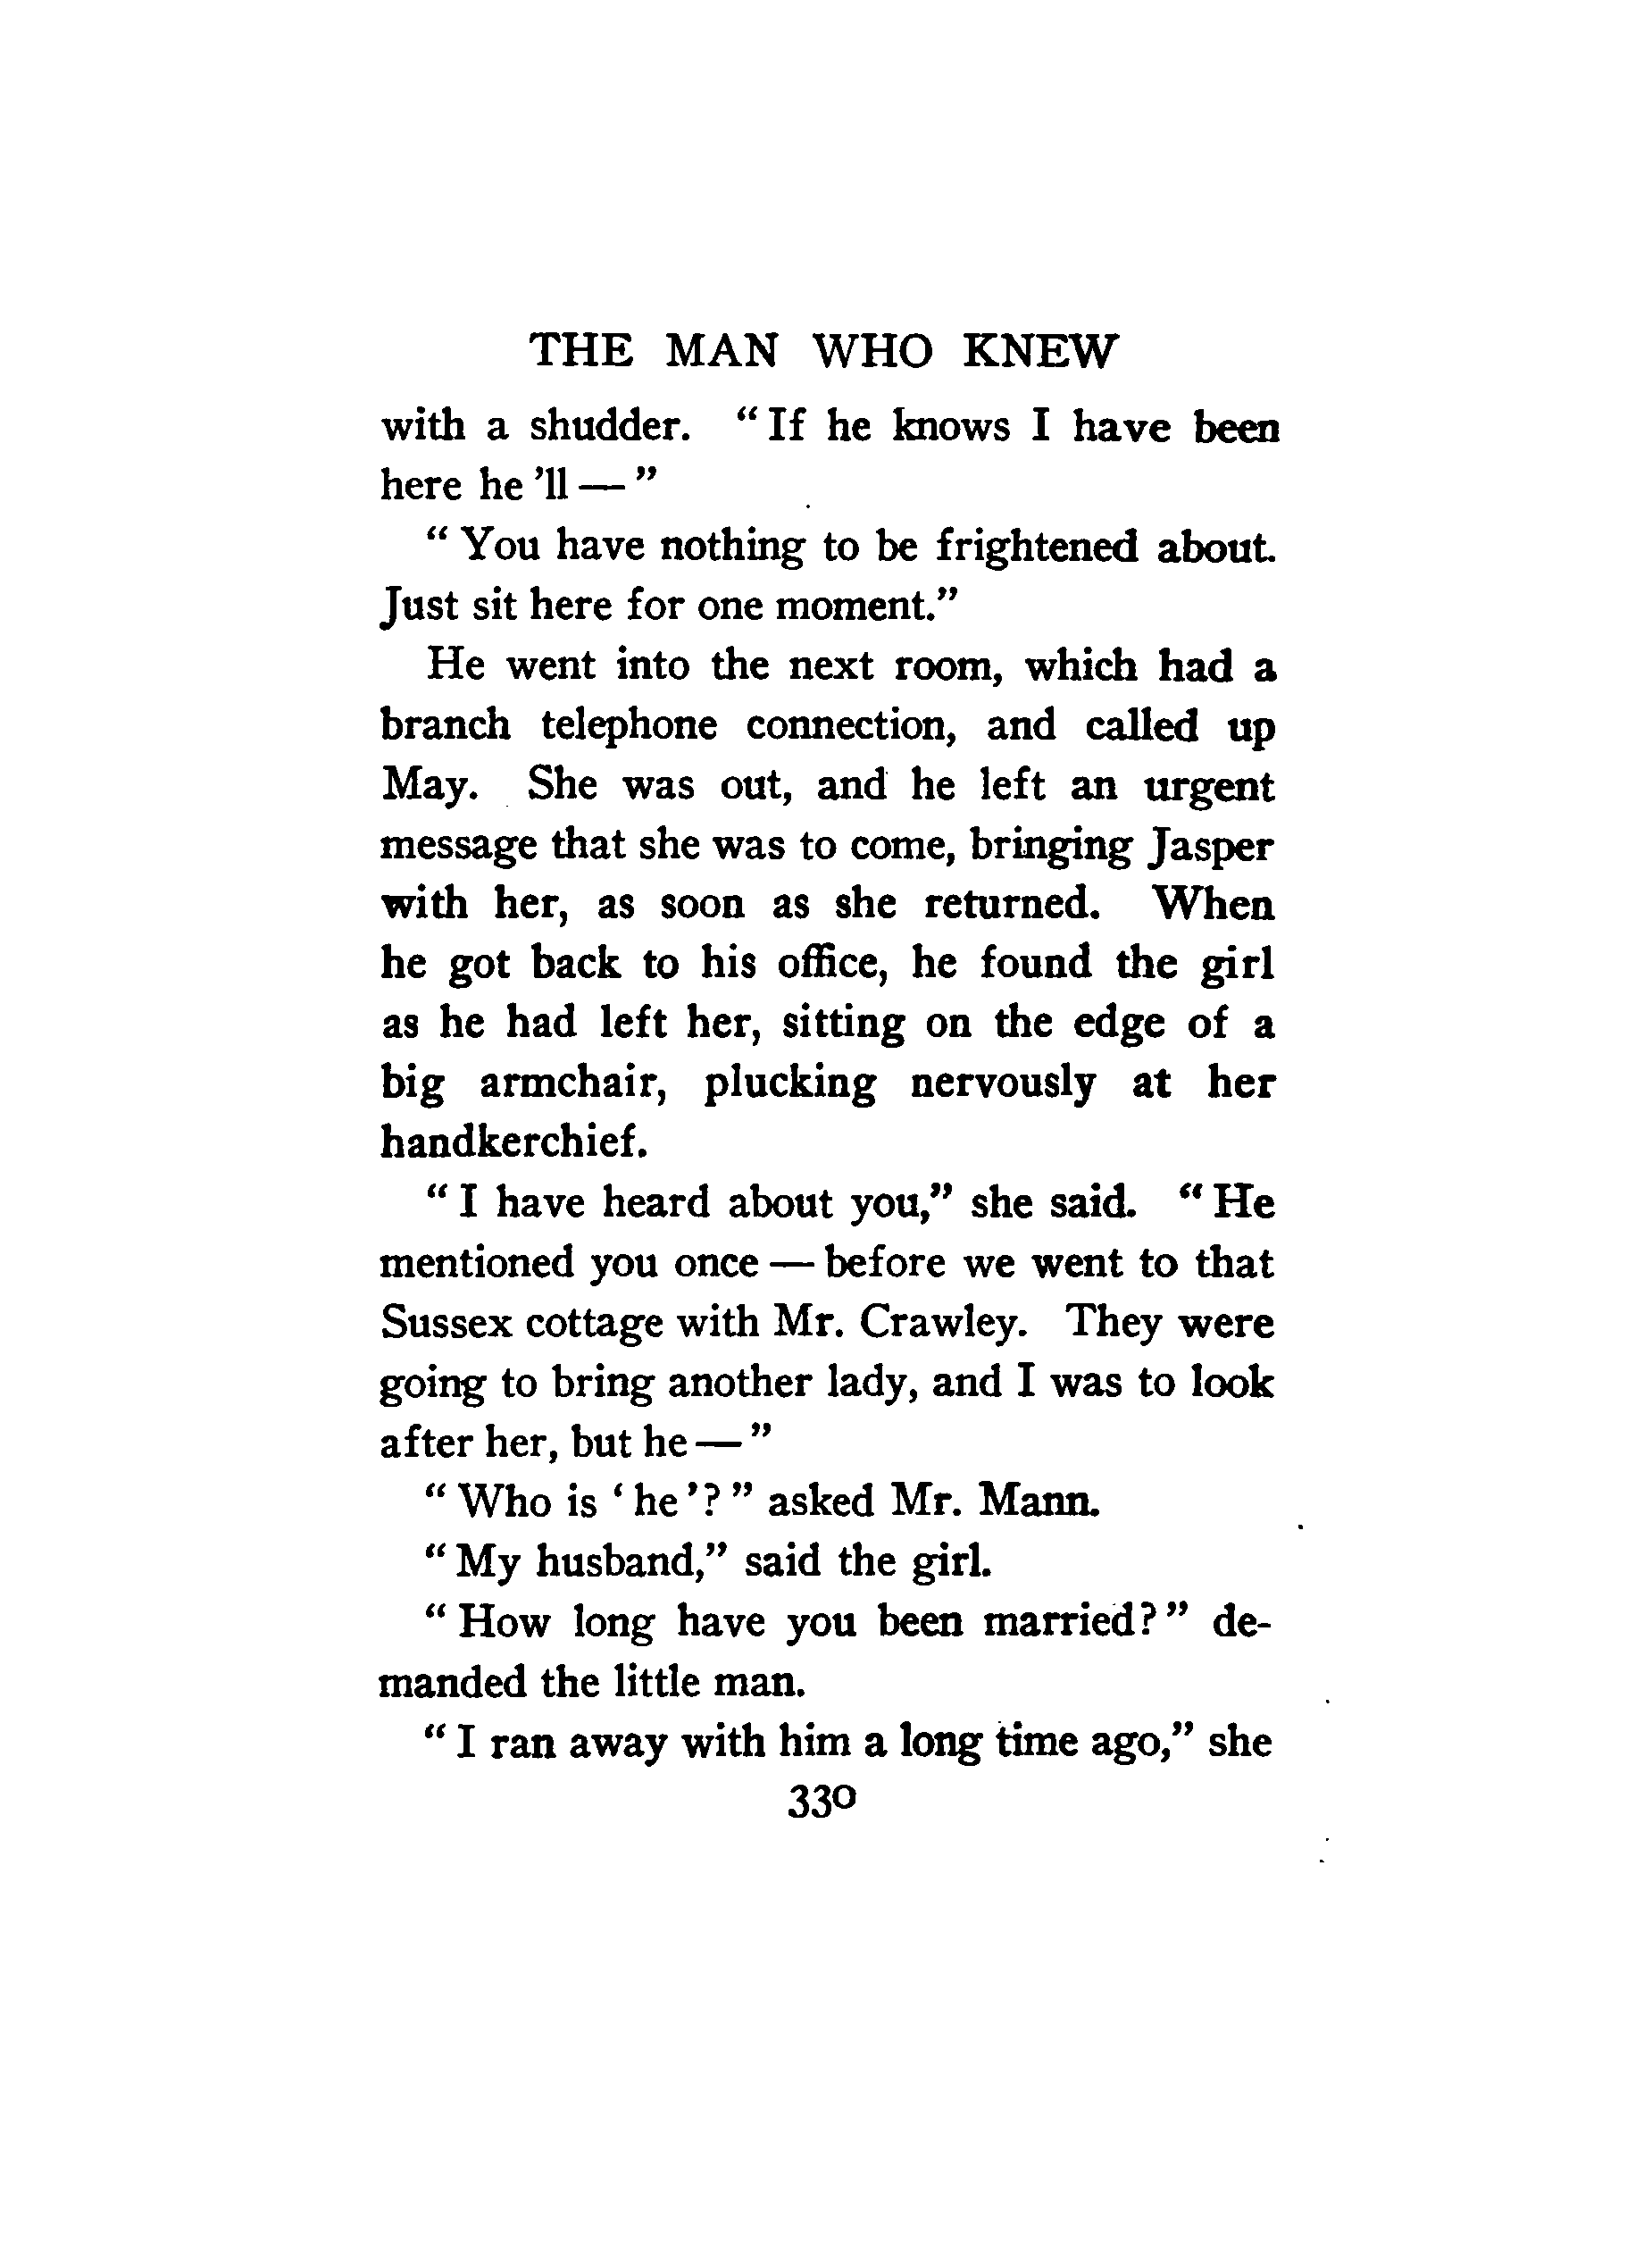 THE MAN WHO KNEW
with a shudder. “If he knows I have been
here he ’ll — ”
“ You have nothing to be frightened about.
Just sit here for one moment.”
He went into the next room, which had a
branch telephone connection, and called up
May. She was out, and he left an urgent
message that she was to come, bringing Jasper
with her, as soon as she returned. When
he got back to his office, he found the girl
as he had left her, sitting on the edge of a
big armchair, plucking nervously at her
handkerchief.
“ I have heard about you,” she said. “ He
mentioned you once — before we went to that
Sussex cottage with Mr. Crawley. They were
going to bring another lady, and I was to look
after her, but he — ”
“ Who is ‘ he ’? ” asked Mr. Mann.
“ My husband,” said the girl.
“ How long have you been married? ” de-
manded the little man.
“ I ran away with him a long time ago,” she
330